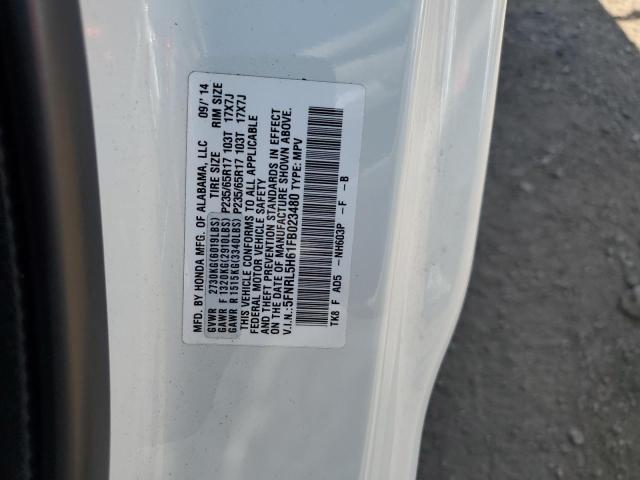 MFD. BY HONDA MFG. OF ALABAMA, LLC 09/'14
GVWR 2730KG(6019LBS) TIRE SIZE RIM SIZE
GAWR F 1320KG(2910LBS) P235/65R17 103T 17X7J
GAWR R 1515KG(3340LBS) P235/65R17 103T 17X7J
THIS VEHICLE CONFORMS TO ALL APPLICABLE
FEDERAL MOTOR VEHICLE SAFETY
AND THEFT PREVENTION STANDARDS IN EFFECT
ON THE DATE OF MANUFACTURE SHOWN ABOVE.
V.I.N.:5FNRL5H61FB023480 TYPE: MPV
TK8 F AD5 -NH603P -F -B